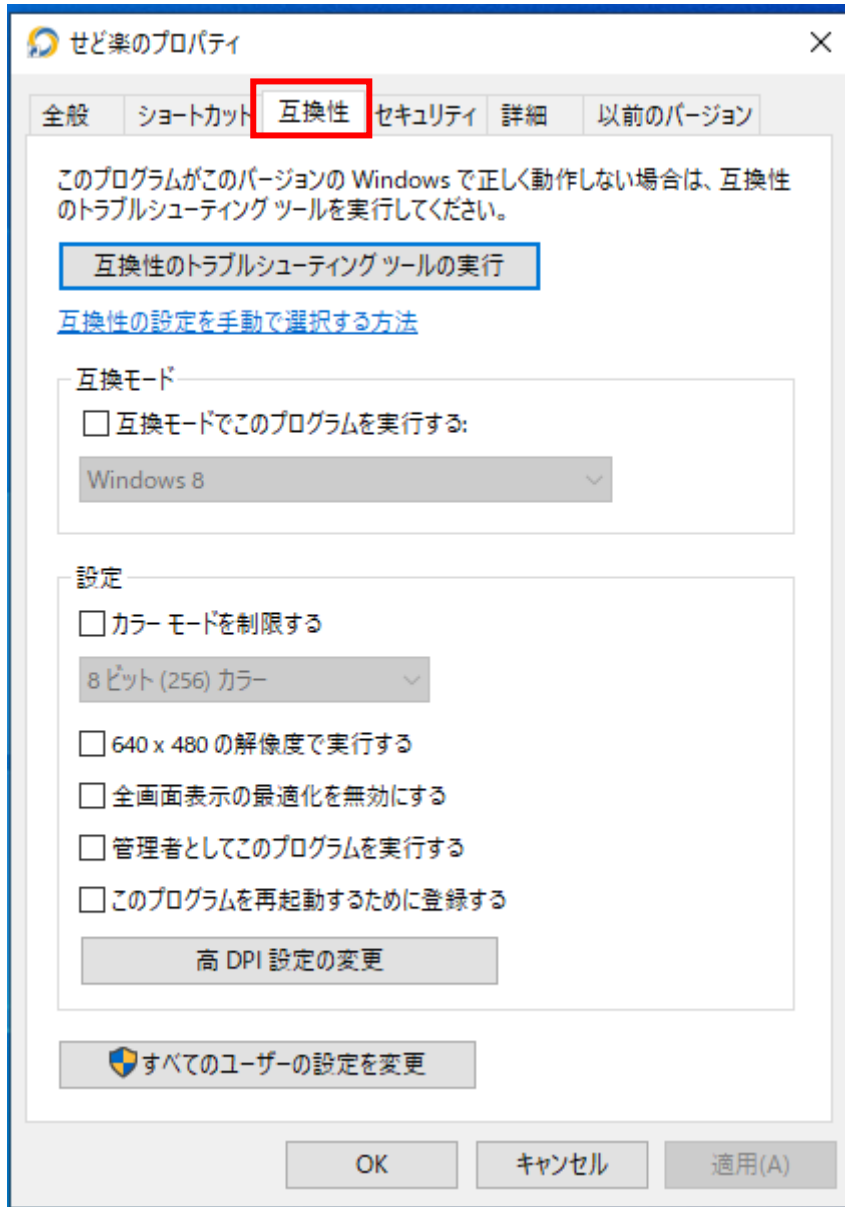 せど楽のプロパティ
全般 ショートカット 互換性 セキュリティ 詳細 以前のバージョン
このプログラムがこのバージョンの Windows で正しく動作しない場合は、互換性
のトラブルシューティング ツールを実行してください。
互換性のトラブルシューティング ツールの実行
互換性の設定を手動で選択する方法
互換モード
互換モードでこのプログラムを実行する:
Windows 8
設定
カラー モードを制限する
8 ビット (256) カラー
640 x 480 の解像度で実行する
全画面表示の最適化を無効にする
管理者としてこのプログラムを実行する
このプログラムを再起動するために登録する
高 DPI 設定の変更
すべてのユーザーの設定を変更
OK キャンセル 適用(A)